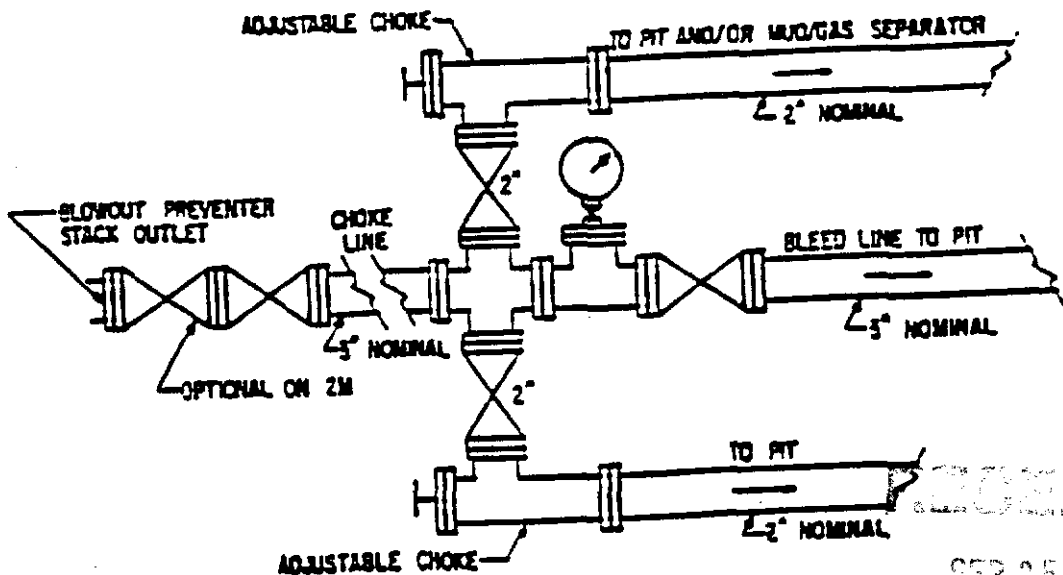 ADJUSTABLE CHOKE
TO PIT AND/OR MUD/GAS SEPARATOR
2" NOMINAL
2"
BLOWOUT PREVENTER
STACK OUTLET
CHOKE
LINE
BLEED LINE TO PIT
3" NOMINAL
3" NOMINAL
OPTIONAL ON 2M
2"
TO PIT
2" NOMINAL
ADJUSTABLE CHOKE